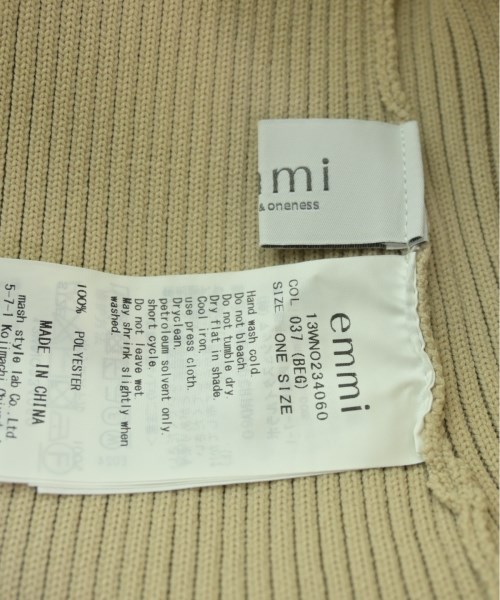 mmi
& oneness
emmi
13WNO234060
COL 037 (BEG)
SIZE ONE SIZE
Hand wash cold.
Do not bleach.
Do not tumble dry.
Dry flat in shade.
Cool iron.
use press cloth.
Dryclean,
petroleum solvent only.
short cycle.
Do not leave wet.
May shrink slightly when
washed.
100% POLYESTER
MADE IN CHINA
mash style lab Co. Ltd.
5-7-1 Kojimachi